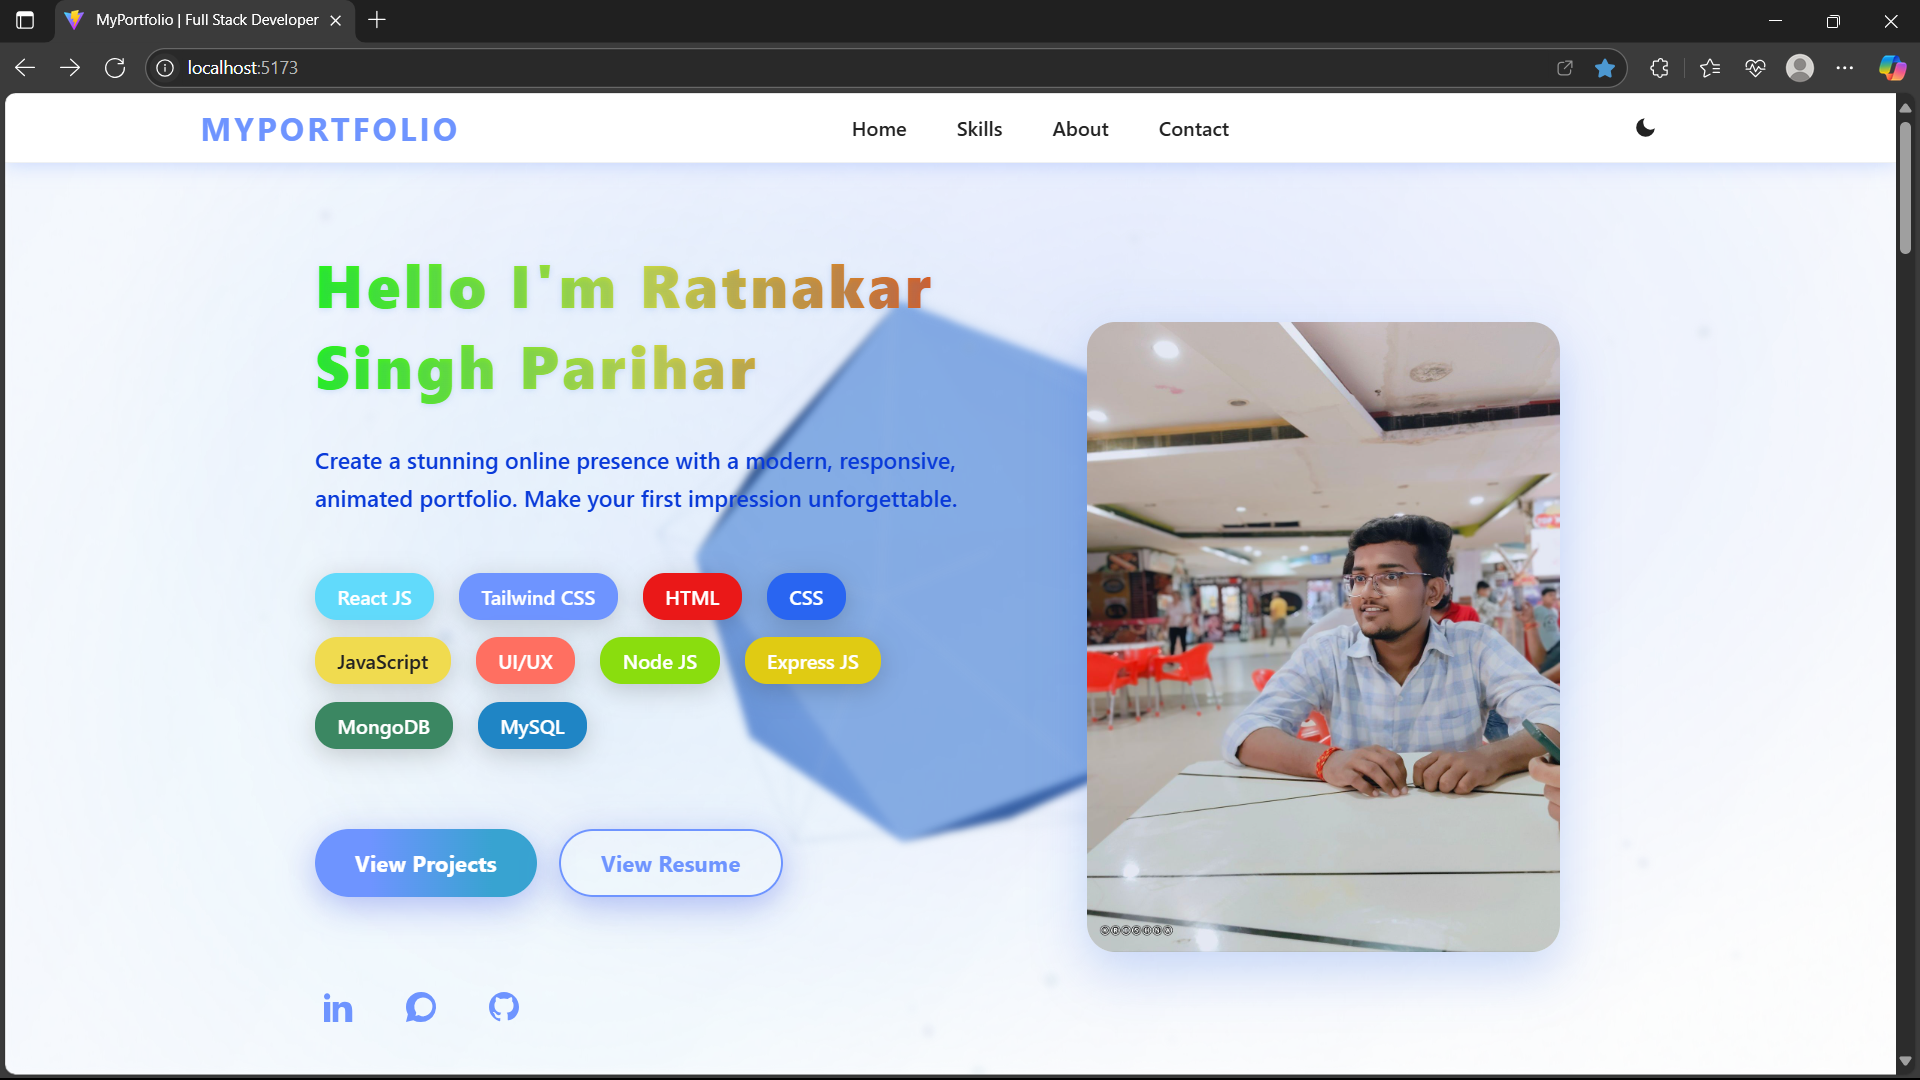 MyPortfolio | Full Stack Developer
localhost:5173
MYPORTFOLIO
Home Skills About Contact
Hello I'm Ratnakar
Singh Parihar
Create a stunning online presence with a modern, responsive,
animated portfolio. Make your first impression unforgettable.
React JS Tailwind CSS HTML CSS
JavaScript UI/UX Node JS Express JS
MongoDB MySQL
View Projects View Resume
in